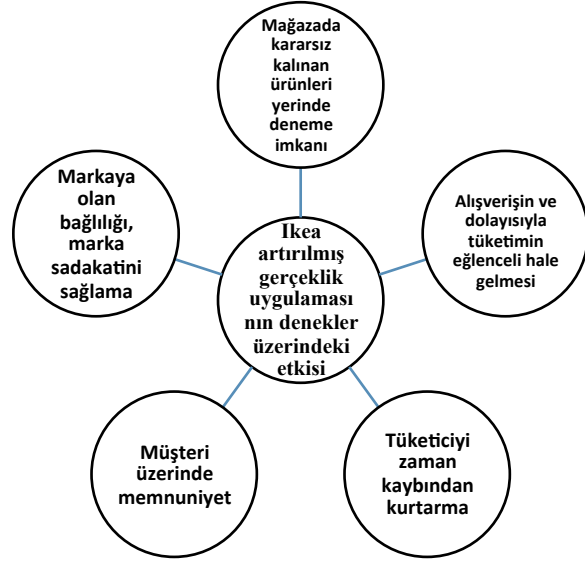 Mağazada
kararsız
kalınan
ürünleri
yerinde
deneme
imkanı
Markaya
olan
bağlılığı,
marka
sadakatini
sağlama
Ikea
artırılmış
gerçeklik
uygulaması
nın denekler
üzerindeki
etkisi
Alışverişin ve
dolayısıyla
tüketimin
eğlenceli hale
gelmesi
Müşteri
üzerinde
memnuniyet
Tüketiciyi
zaman
kaybından
kurtarma